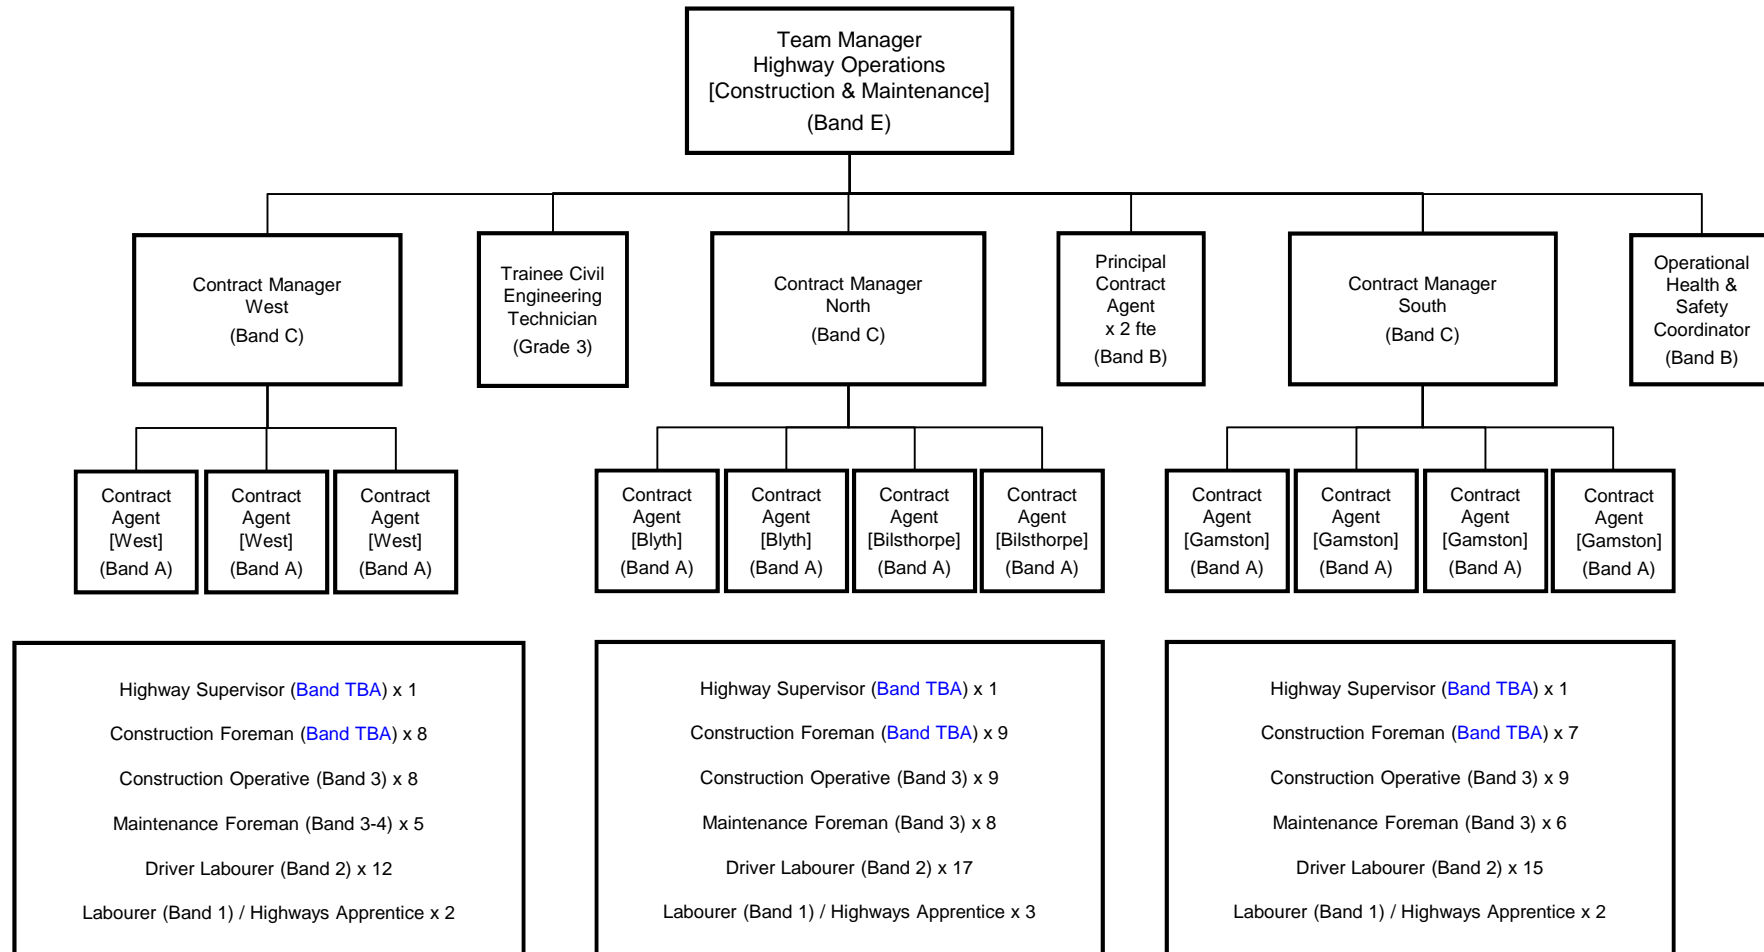 Team Manager
Highway Operations
[Construction & Maintenance]
(Band E)
Contract Manager
West
(Band C)
Trainee Civil
Engineering
Technician
(Grade 3)
Contract Manager
North
(Band C)
Principal
Contract
Agent
x 2 fte
(Band B)
Contract Manager
South
(Band C)
Operational
Health &
Safety
Coordinator
(Band B)
Contract
Agent
[West]
(Band A)
Contract
Agent
[West]
(Band A)
Contract
Agent
[West]
(Band A)
Contract
Agent
[Blyth]
(Band A)
Contract
Agent
[Blyth]
(Band A)
Contract
Agent
[Bilsthorpe]
(Band A)
Contract
Agent
[Bilsthorpe]
(Band A)
Contract
Agent
[Gamston]
(Band A)
Contract
Agent
[Gamston]
(Band A)
Contract
Agent
[Gamston]
(Band A)
Contract
Agent
[Gamston]
(Band A)
Highway Supervisor (Band TBA) x 1
Construction Foreman (Band TBA) x 8
Construction Operative (Band 3) x 8
Maintenance Foreman (Band 3-4) x 5
Driver Labourer (Band 2) x 12
Labourer (Band 1) / Highways Apprentice x 2
Highway Supervisor (Band TBA) x 1
Construction Foreman (Band TBA) x 9
Construction Operative (Band 3) x 9
Maintenance Foreman (Band 3) x 8
Driver Labourer (Band 2) x 17
Labourer (Band 1) / Highways Apprentice x 3
Highway Supervisor (Band TBA) x 1
Construction Foreman (Band TBA) x 7
Construction Operative (Band 3) x 9
Maintenance Foreman (Band 3) x 6
Driver Labourer (Band 2) x 15
Labourer (Band 1) / Highways Apprentice x 2